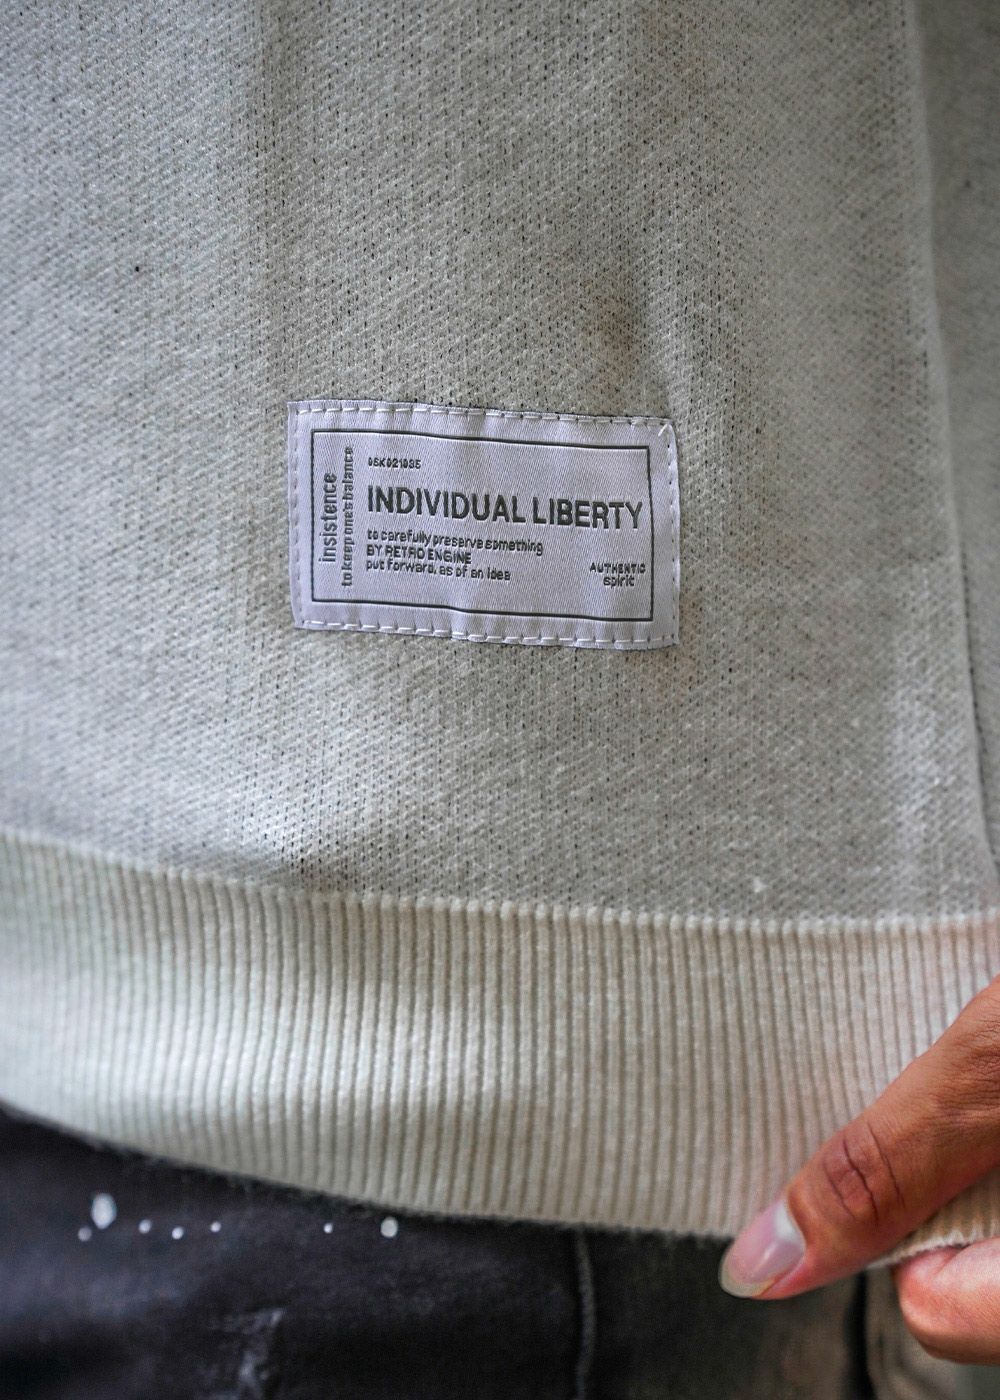 insistence
to keep one's balance
05K021035
INDIVIDUAL LIBERTY
to carefully preserve something
BY RETRO ENGINE
put forward, as of an idea
AUTHENTIC
spirit